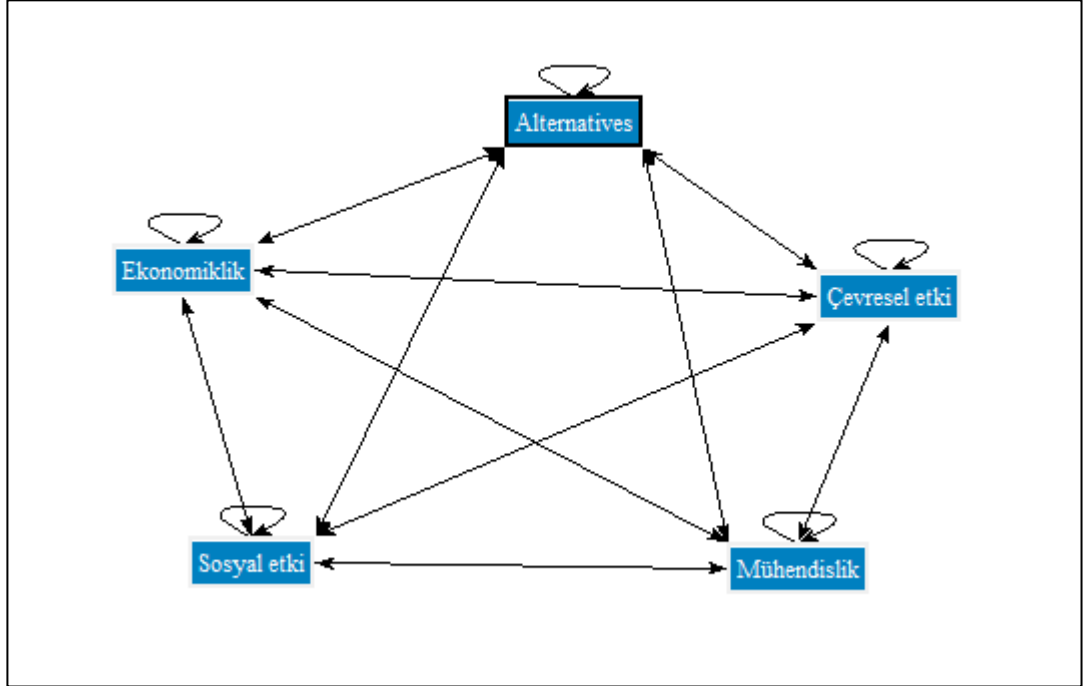 Alternatives
Ekonomiklik
Çevresel etki
Sosyal etki
Mühendislik